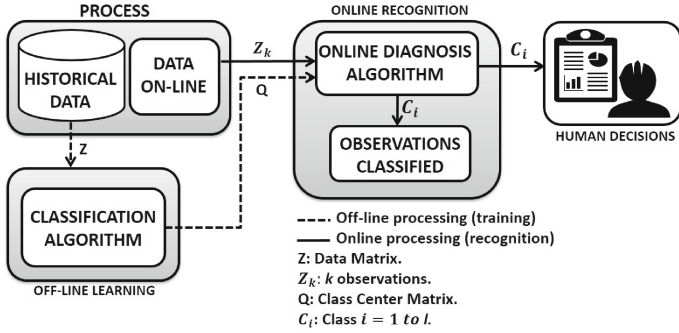 PROCESS
HISTORICAL
DATA
DATA
ON-LINE
Z
CLASSIFICATION
ALGORITHM
OFF-LINE LEARNING
Z_k
Q
ONLINE RECOGNITION
ONLINE DIAGNOSIS
ALGORITHM
C_i
OBSERVATIONS
CLASSIFIED
C_i
HUMAN DECISIONS
Off-line processing (training)
Online processing (recognition)
Z: Data Matrix.
Z_k: k observations.
Q: Class Center Matrix.
C_i: Class i = 1 to l.